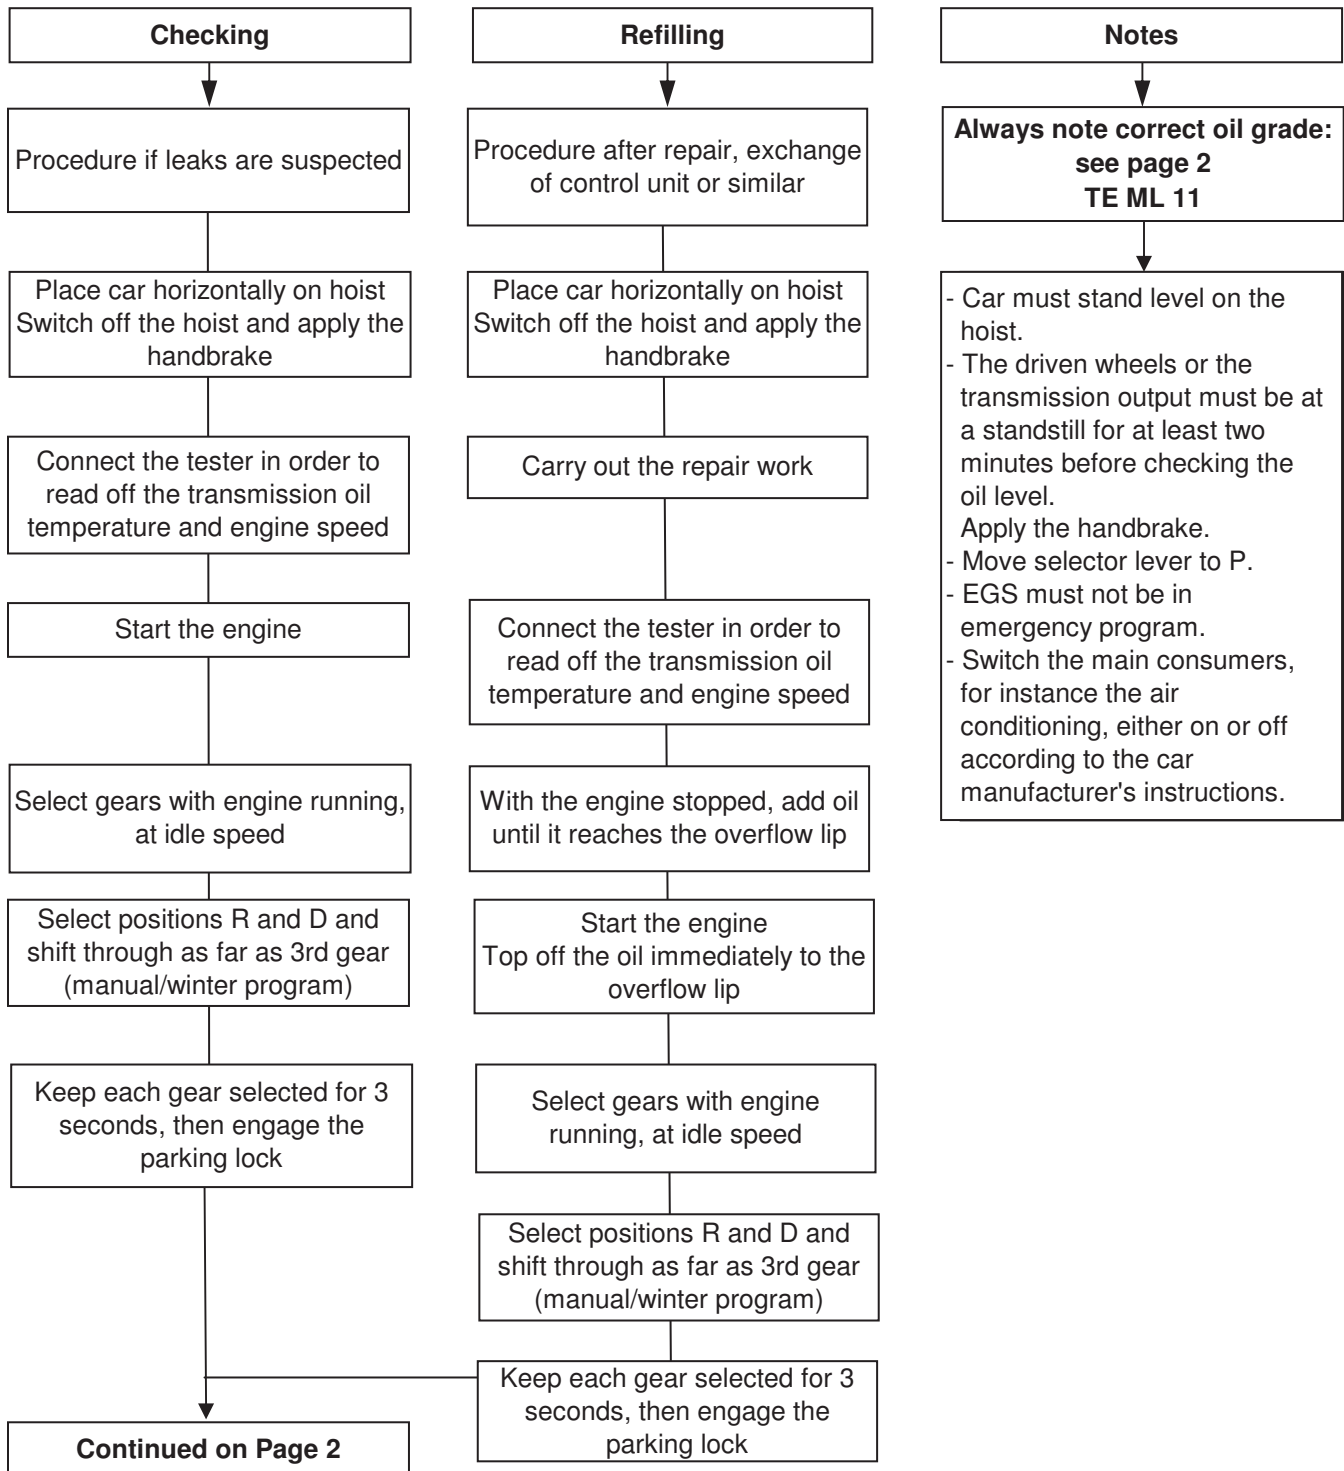 Checking
Procedure if leaks are suspected
Place car horizontally on hoist
Switch off the hoist and apply the
handbrake
Connect the tester in order to
read off the transmission oil
temperature and engine speed
Start the engine
Select gears with engine running,
at idle speed
Select positions R and D and
shift through as far as 3rd gear
(manual/winter program)
Keep each gear selected for 3
seconds, then engage the
parking lock
Continued on Page 2
Refilling
Procedure after repair, exchange
of control unit or similar
Place car horizontally on hoist
Switch off the hoist and apply the
handbrake
Carry out the repair work
Connect the tester in order to
read off the transmission oil
temperature and engine speed
With the engine stopped, add oil
until it reaches the overflow lip
Start the engine
Top off the oil immediately to the
overflow lip
Select gears with engine
running, at idle speed
Select positions R and D and
shift through as far as 3rd gear
(manual/winter program)
Keep each gear selected for 3
seconds, then engage the
parking lock
Notes
Always note correct oil grade:
see page 2
TE ML 11
- Car must stand level on the
hoist.
- The driven wheels or the
transmission output must be at
a standstill for at least two
minutes before checking the
oil level.
Apply the handbrake.
- Move selector lever to P.
- EGS must not be in
emergency program.
- Switch the main consumers,
for instance the air
conditioning, either on or off
according to the car
manufacturer's instructions.